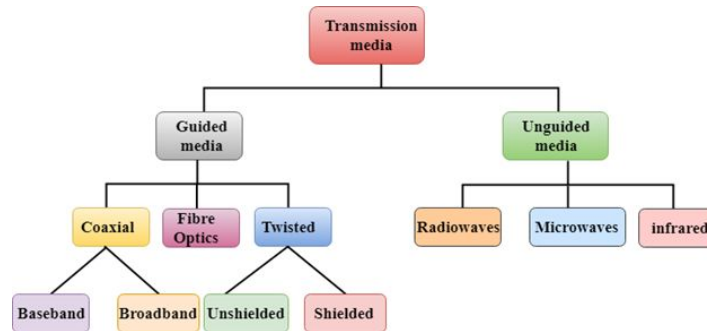 Transmission
media
Guided
media
Unguided
media
Coaxial
Fibre
Optics
Twisted
Radiowaves
Microwaves
infrared
Baseband
Broadband
Unshielded
Shielded